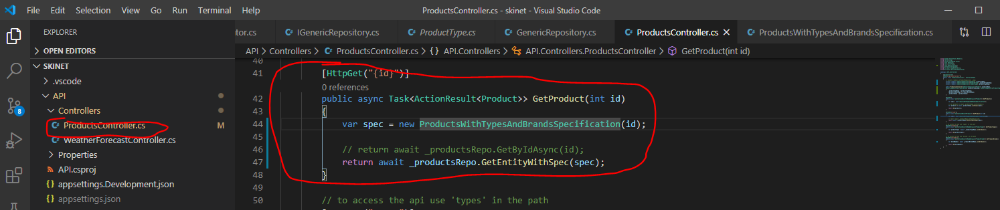 File Edit Selection View Go Run Terminal Help ProductsController.cs - skinet - Visual Studio Code
EXPLORER
tor.cs IGenericRepository.cs ProductType.cs GenericRepository.cs ProductsController.cs ProductsWithTypesAndBrandsSpecification.cs
OPEN EDITORS
API > Controllers > ProductsController.cs > {} API.Controllers > API.Controllers.ProductsController > GetProduct(int id)
SKINET
.vscode
API
Controllers
ProductsController.cs M
WeatherForecastController.cs
Properties
API.csproj
{} appsettings.Development.json
{} appsettings.json
8
40
41 [HttpGet("{id}")]
0 references
42 public async Task<ActionResult<Product>> GetProduct(int id)
43 {
44 var spec = new ProductsWithTypesAndBrandsSpecification(id);
45
46 // return await _productsRepo.GetByIdAsync(id);
47 return await _productsRepo.GetEntityWithSpec(spec);
48 }
49
50 // to access the api use 'types' in the path